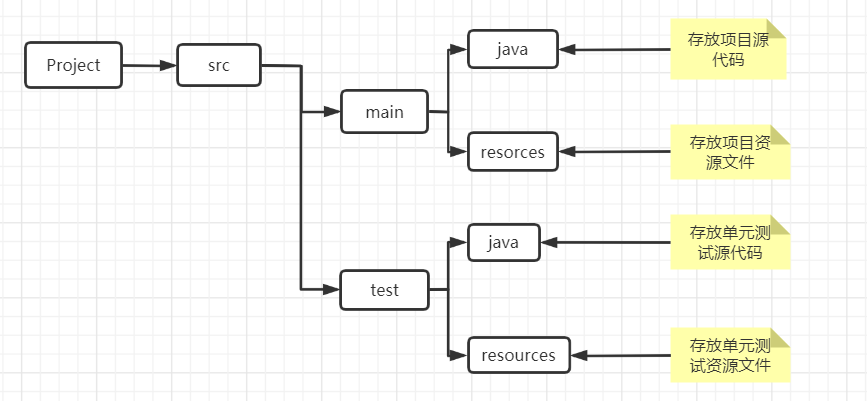 Project
src
main
java
存放项目源
代码
resorces
存放项目资
源文件
test
java
存放单元测
试源代码
resources
存放单元测
试资源文件